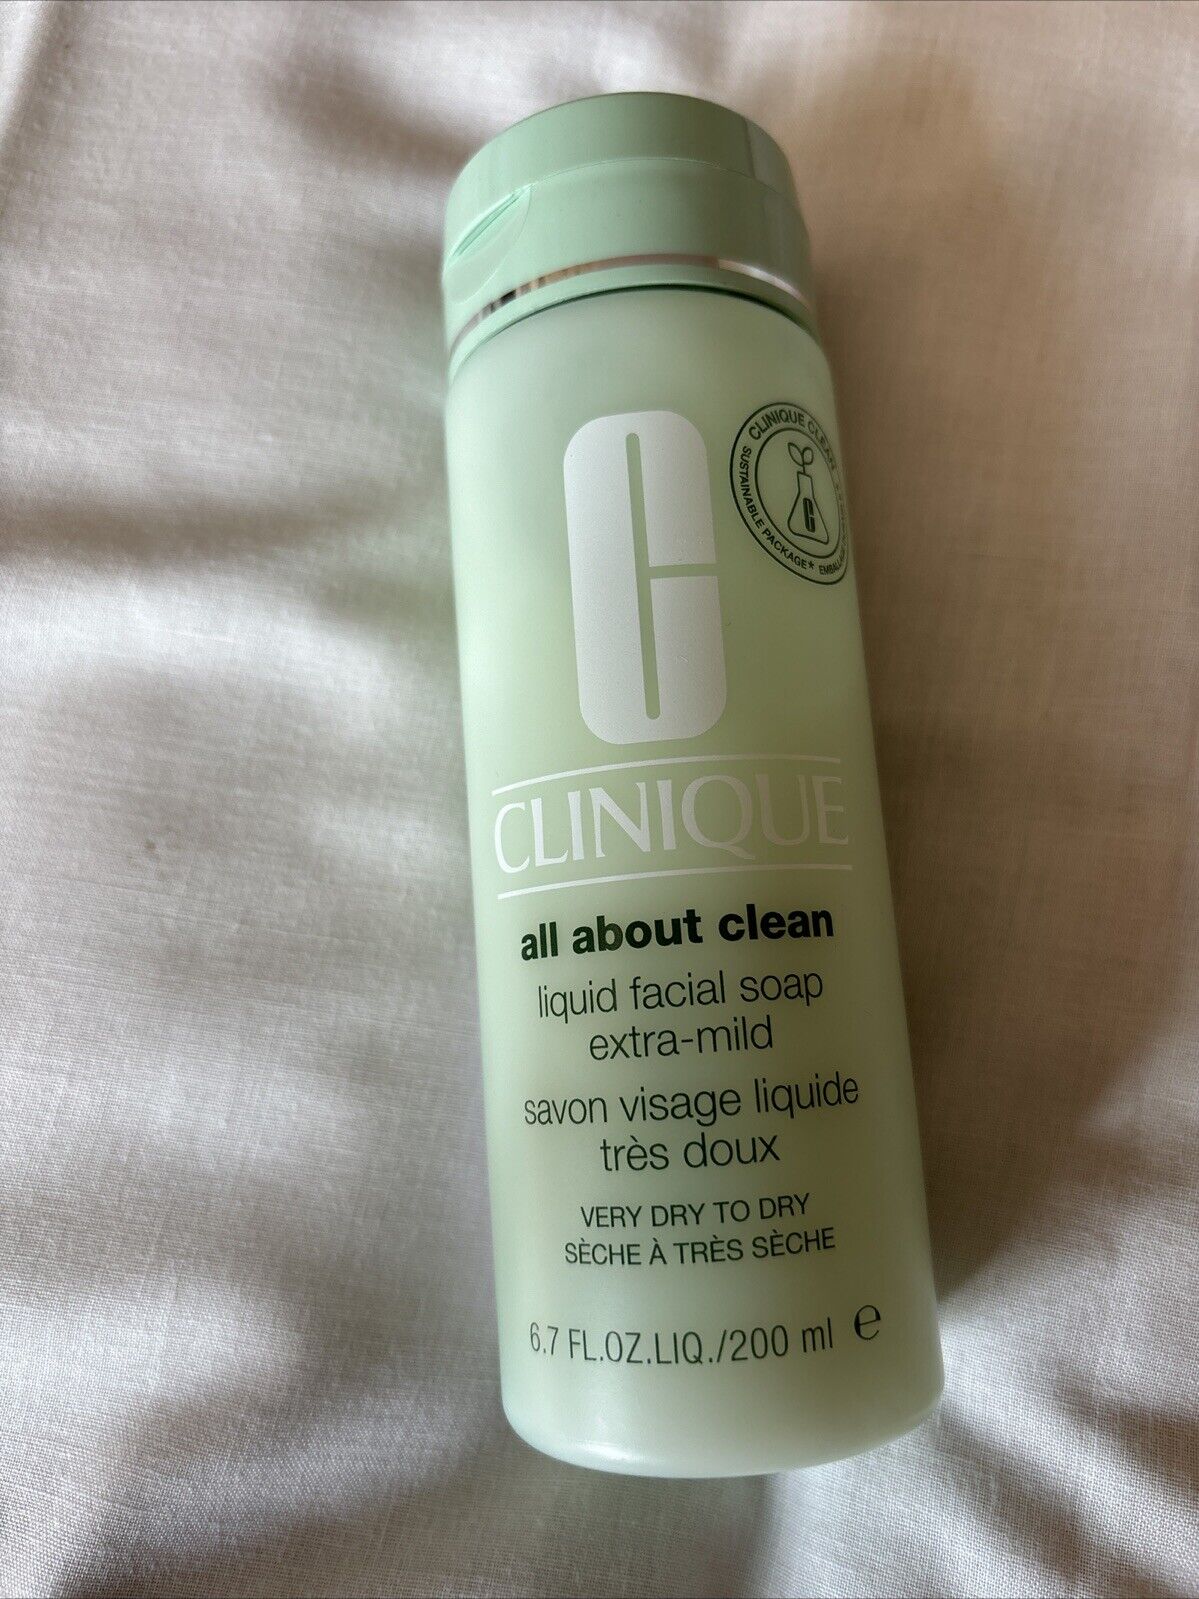 C
CLINIQUE CLEAN
SUSTAINABLE PACKAGE*
C
CLINIQUE
all about clean
liquid facial soap
extra-mild
savon visage liquide
très doux
VERY DRY TO DRY
SÈCHE À TRÈS SÈCHE
6.7 FL.OZ.LIQ./200 ml ℮